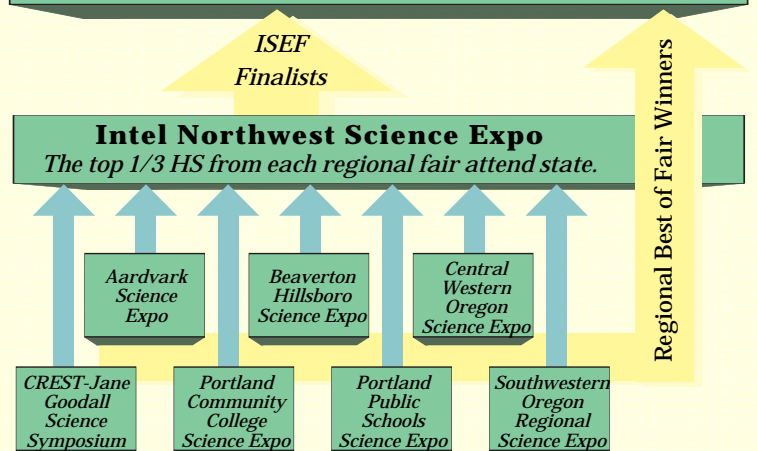 ISEF
Finalists
Regional Best of Fair Winners
Intel Northwest Science Expo
The top 1/3 HS from each regional fair attend state.
Aardvark
Science
Expo
Beaverton
Hillsboro
Science Expo
Central
Western
Oregon
Science Expo
CREST-Jane
Goodall
Science
Symposium
Portland
Community
College
Science Expo
Portland
Public
Schools
Science Expo
Southwestern
Oregon
Regional
Science Expo